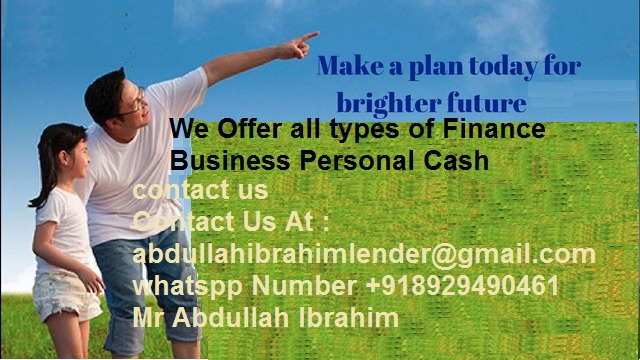 Make a plan today for
brighter future
We Offer all types of Finance
Business Personal Cash
contact us
Contact Us At :
abdullahibrahimlender@gmail.com
whatspp Number +918929490461
Mr Abdullah Ibrahim